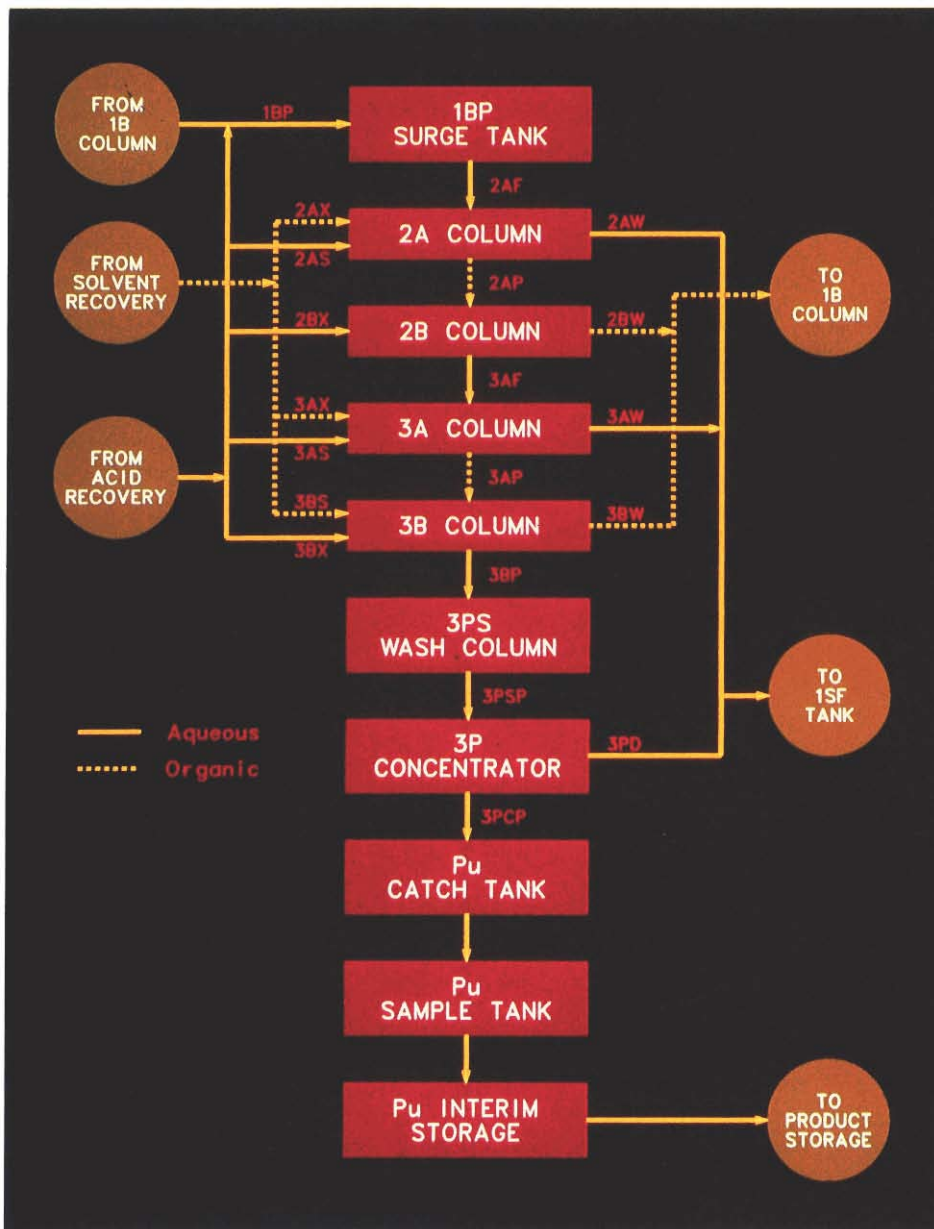 FROM
1B
COLUMN
1BP
1BP
SURGE TANK
2AF
2AX
2A COLUMN
2AW
FROM
SOLVENT
RECOVERY
2AS
2AP
TO
1B
COLUMN
2BX
2B COLUMN
2BW
3AF
3AX
3A COLUMN
3AW
FROM
ACID
RECOVERY
3AS
3AP
3BS
3B COLUMN
3BW
3BX
3BP
3PS
WASH COLUMN
3PSP
TO
1SF
TANK
Aqueous
Organic
3P
CONCENTRATOR
3PD
3PCP
Pu
CATCH TANK
Pu
SAMPLE TANK
Pu INTERIM
STORAGE
TO
PRODUCT
STORAGE